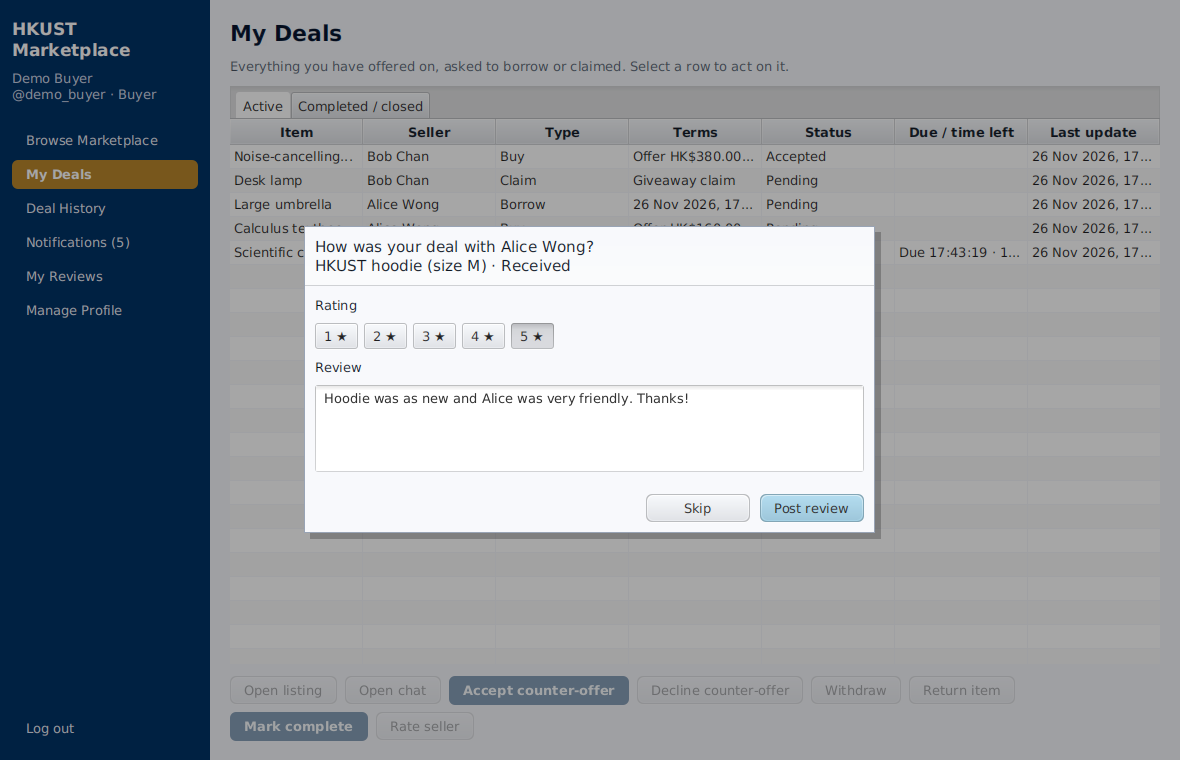 HKUST
Marketplace
Demo Buyer
@demo_buyer · Buyer
Browse Marketplace
My Deals
Deal History
Notifications (5)
My Reviews
Manage Profile
Log out
My Deals
Everything you have offered on, asked to borrow or claimed. Select a row to act on it.
Active Completed / closed
Item Seller Type Terms Status Due / time left Last update
Noise-cancelling... Bob Chan Buy Offer HK$380.00... Accepted 26 Nov 2026, 17...
Desk lamp Bob Chan Claim Giveaway claim Pending 26 Nov 2026, 17...
Large umbrella Alice Wong Borrow 26 Nov 2026, 17... Pending 26 Nov 2026, 17...
Calculus 26 Nov 2026, 17...
Scientific Due 17:43:19 · 1... 26 Nov 2026, 17...
How was your deal with Alice Wong?
HKUST hoodie (size M) · Received
Rating
1 ★ 2 ★ 3 ★ 4 ★ 5 ★
Review
Hoodie was as new and Alice was very friendly. Thanks!
Skip Post review
Open listing Open chat Accept counter-offer Decline counter-offer Withdraw Return item
Mark complete Rate seller